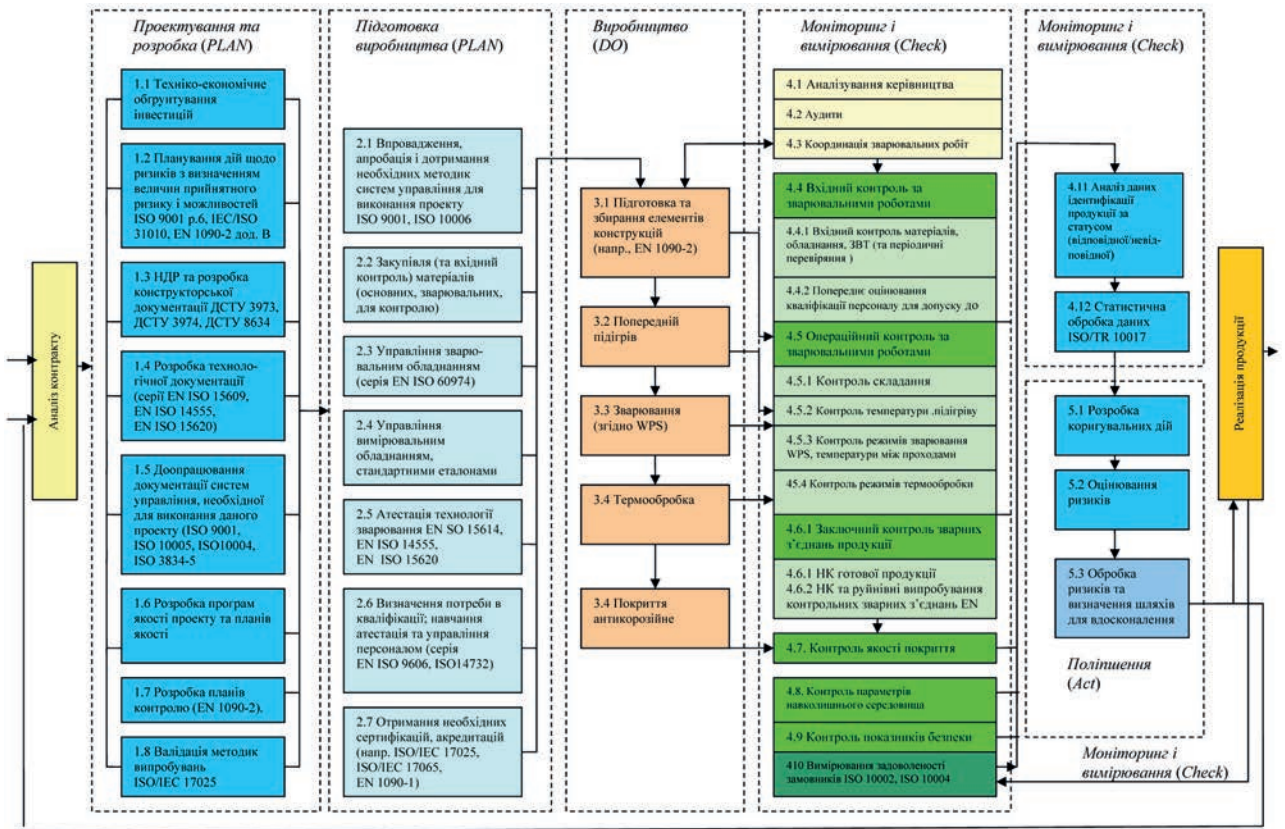 Аналіз контракту
Проектування та
розробка (PLAN)
1.1 Техніко-економічне
обгрунтування
інвестицій
1.2 Планування дій щодо
ризиків з визначенням
величин прийнятного
ризику і можливостей
ISO 9001 р.6, IEC/ISO
31010, EN 1090-2 дод. В
1.3 НДР та розробка
конструкторської
документації ДСТУ 3973,
ДСТУ 3974, ДСТУ 8634
1.4 Розробка техноло-
гічної документації
(серії EN ISO 15609,
EN ISO 14555,
EN ISO 15620)
1.5 Доопрацювання
документації систем
управління, необхідної
для виконання даного
проекту (ISO 9001,
ISO 10005, ISO10004,
ISO 3834-5
1.6 Розробка програм
якості проекту та планів
якості
1.7 Розробка планів
контролю (EN 1090-2).
1.8 Валідація методик
випробувань
ISO/IEC 17025
Підготовка
виробництва (PLAN)
2.1 Впровадження,
апробація і дотримання
необхідних методик
систем управління для
виконання проекту
ISO 9001, ISO 10006
2.2 Закупівля (та вхідний
контроль) матеріалів
(основних, зварювальних,
для контролю)
2.3 Управління зварю-
вальним обладнанням
(серія EN ISO 60974)
2.4 Управління
вимірювальним
обладнанням,
стандартними еталонами
2.5 Атестація технології
зварювання EN SO 15614,
EN ISO 14555,
EN ISO 15620
2.6 Визначення потреби в
кваліфікації; навчання
атестація та управління
персоналом (серія
EN ISO 9606, ISO14732)
2.7 Отримання необхідних
сертифікацій, акредитацій
(напр. ISO/IEC 17025,
ISO/IEC 17065,
EN 1090-1)
Виробництво
(DO)
3.1 Підготовка та
збирання елементів
конструкцій
(напр., EN 1090-2)
3.2 Попередній
підігрів
3.3 Зварювання
(згідно WPS)
3.4 Термообробка
3.4 Покриття
антикорозійне
Моніторинг і
вимірювання (Check)
4.1 Аналізування керівництва
4.2 Аудити
4.3 Координація зварювальних робіт
4.4 Вхідний контроль за
зварювальними роботами
4.4.1 Вхідний контроль матеріалів,
обладнання, ЗВТ (та періодичні
перевіряння )
4.4.2 Попереднє оцінювання
кваліфікації персоналу для допуску до
4.5 Операційний контроль за
зварювальними роботами
4.5.1 Контроль складання
4.5.2 Контроль температури .підігріву
4.5.3 Контроль режимів зварювання
WPS, температури між проходами
45.4 Контроль режимів термообробки
4.6.1 Заключний контроль зварних
з’єднань продукції
4.6.1 НК готової продукції
4.6.2 НК та руйнівні випробування
контрольних зварних з’єднань EN
4.7. Контроль якості покриття
4.8. Контроль параметрів
навколишнього середовища
4.9 Контроль показників безпеки
410 Вимірювання задоволеості
замовників ISO 10002, ISO 10004
Моніторинг і
вимірювання (Check)
4.11 Аналіз даних
ідентифікації
продукції за
статусом
(відповідної/невід-
повідної)
4.12 Статистична
обробка даних
ISO/TR 10017
5.1 Розробка
коригувальних дій
5.2 Оцінювання
ризиків
5.3 Обробка
ризиків та
визначення шляхів
для вдосконалення
Поліпшення
(Act)
Моніторинг і
вимірювання (Check)
Реалізація продукції